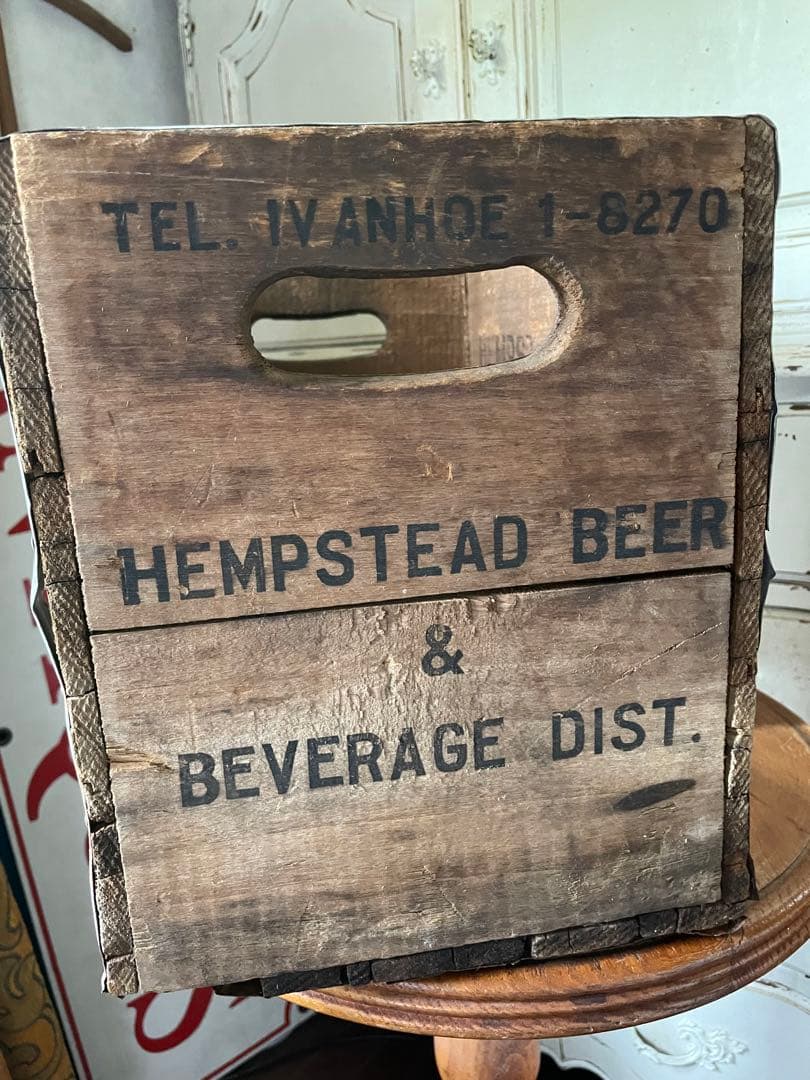 TEL. IVANHOE 1-8270
HEMPSTEAD BEER
&
BEVERAGE DIST.